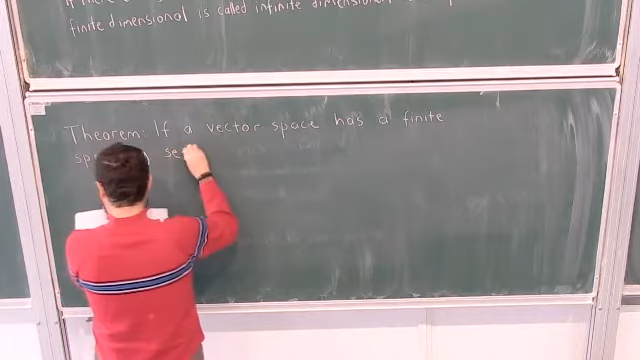 finite dimensional is called infinite dimensional
Theorem: If a vector space has a finite